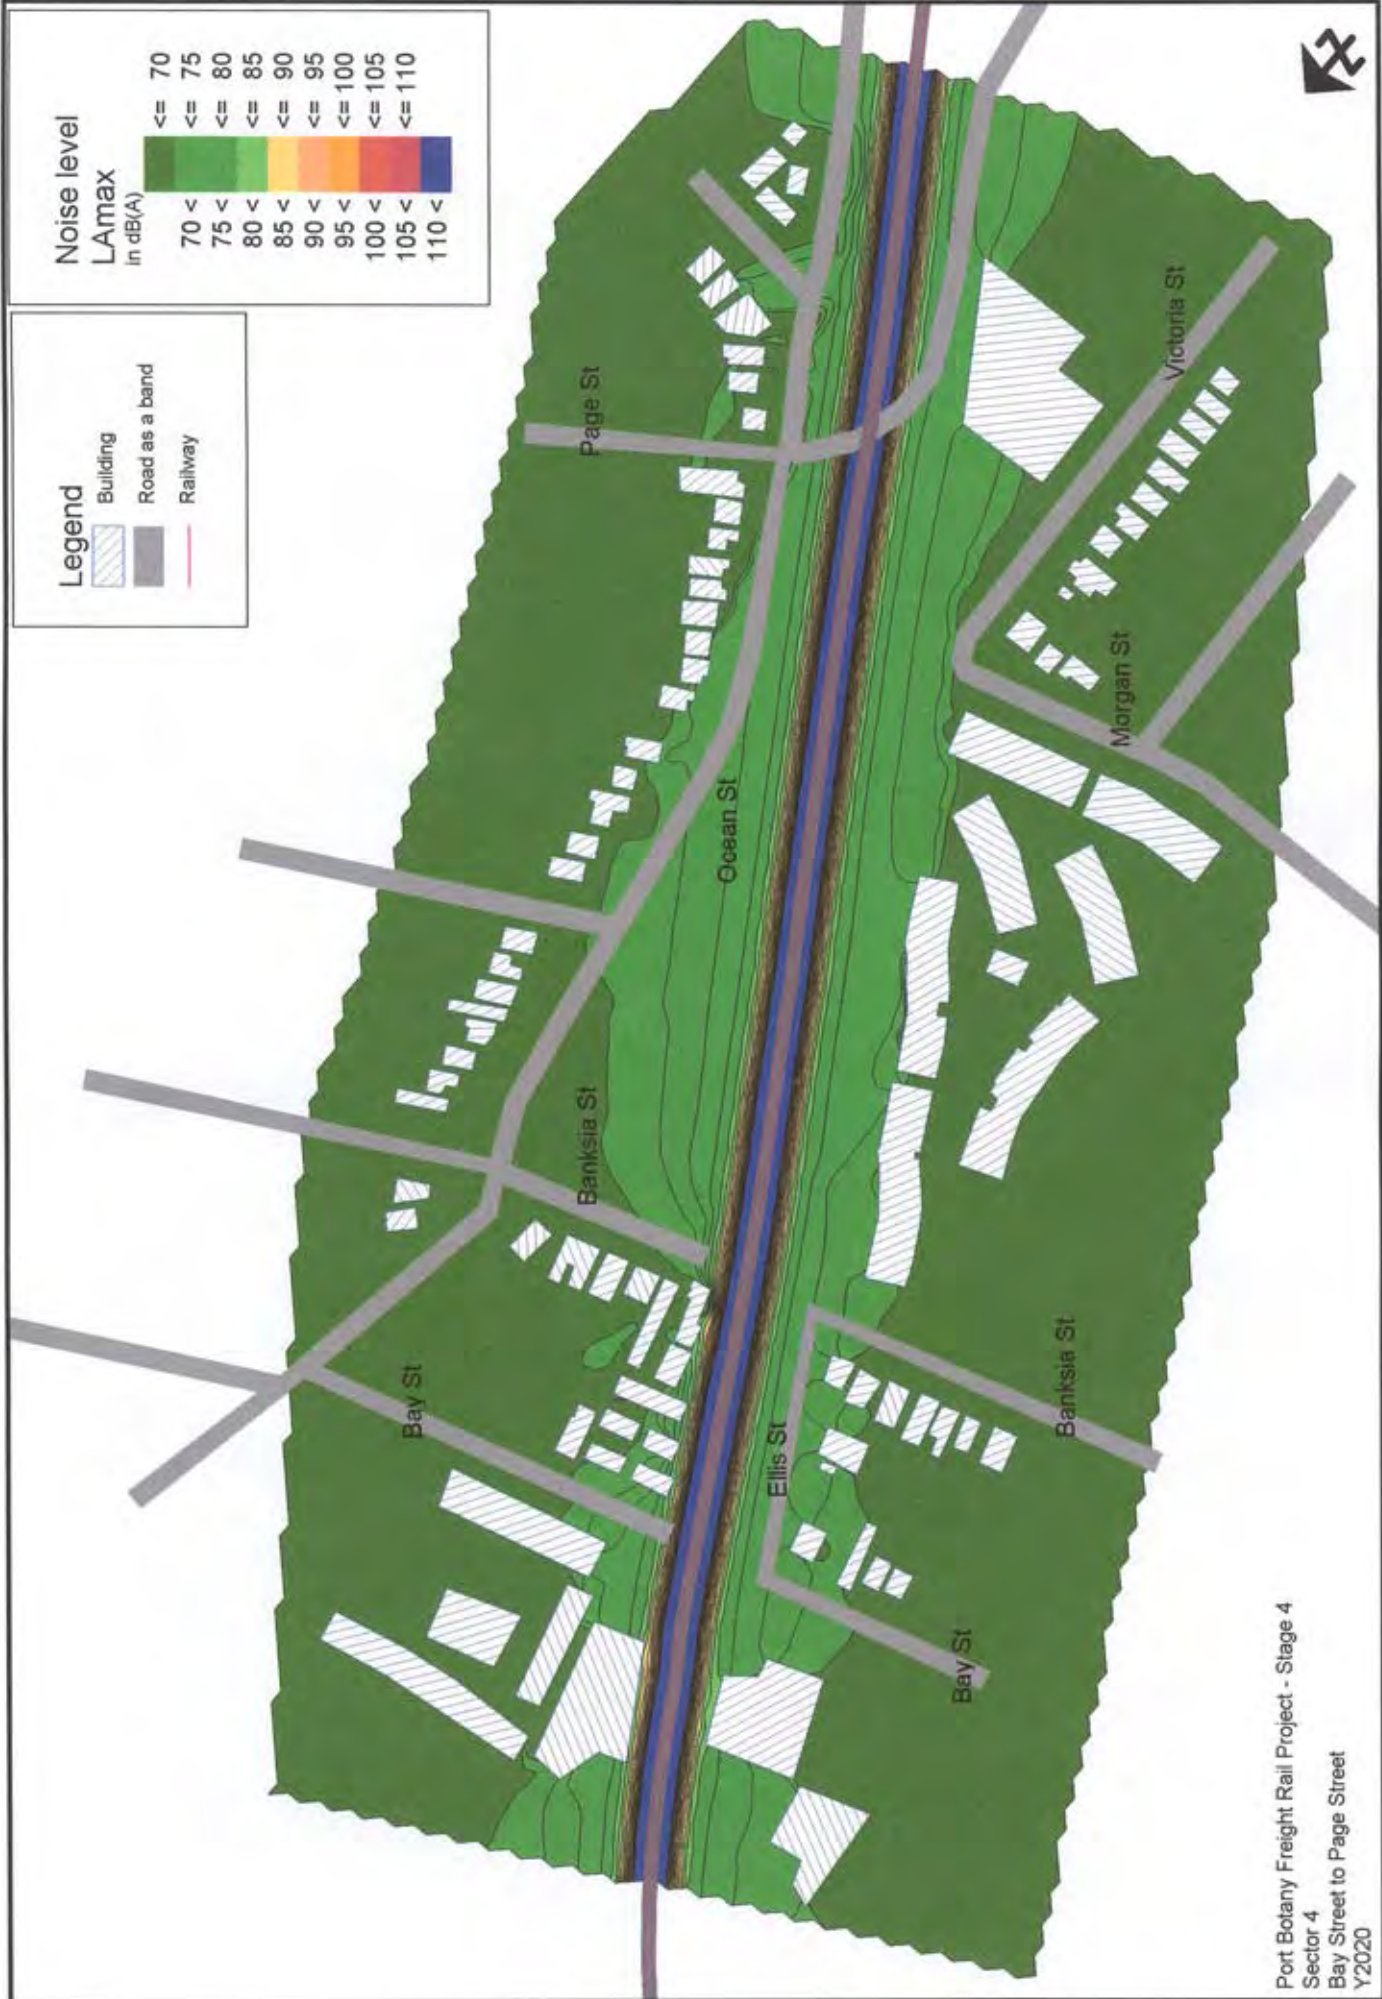 Noise level
LAmax
in dB(A)
<= 70
70 < <= 75
75 < <= 80
80 < <= 85
85 < <= 90
90 < <= 95
95 < <= 100
100 < <= 105
105 < <= 110
110 <
Legend
Building
Road as a band
Railway
Page St
Victoria St
Morgan St
Ocean St
Banksia St
Bay St
Ellis St
Banksia St
Bay St
N
Port Botany Freight Rail Project - Stage 4
Sector 4
Bay Street to Page Street
Y2020